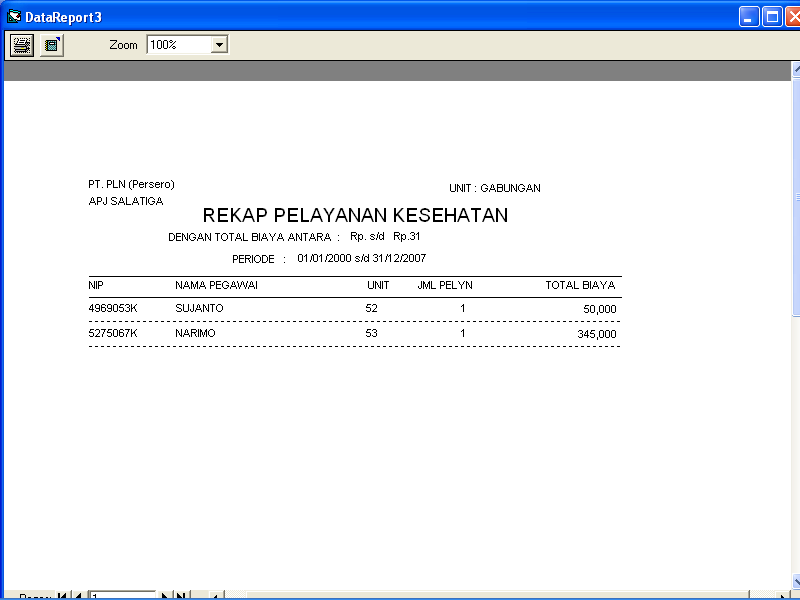 DataReport3
Zoom 100%
PT. PLN (Persero)
UNIT : GABUNGAN
APJ SALATIGA
REKAP PELAYANAN KESEHATAN
DENGAN TOTAL BIAYA ANTARA : Rp. s/d Rp.31
PERIODE : 01/01/2000 s/d 31/12/2007
NIP NAMA PEGAWAI UNIT JML PELYN TOTAL BIAYA
4969053K SUJANTO 52 1 50,000
5275067K NARIMO 53 1 345,000
Pages: 1